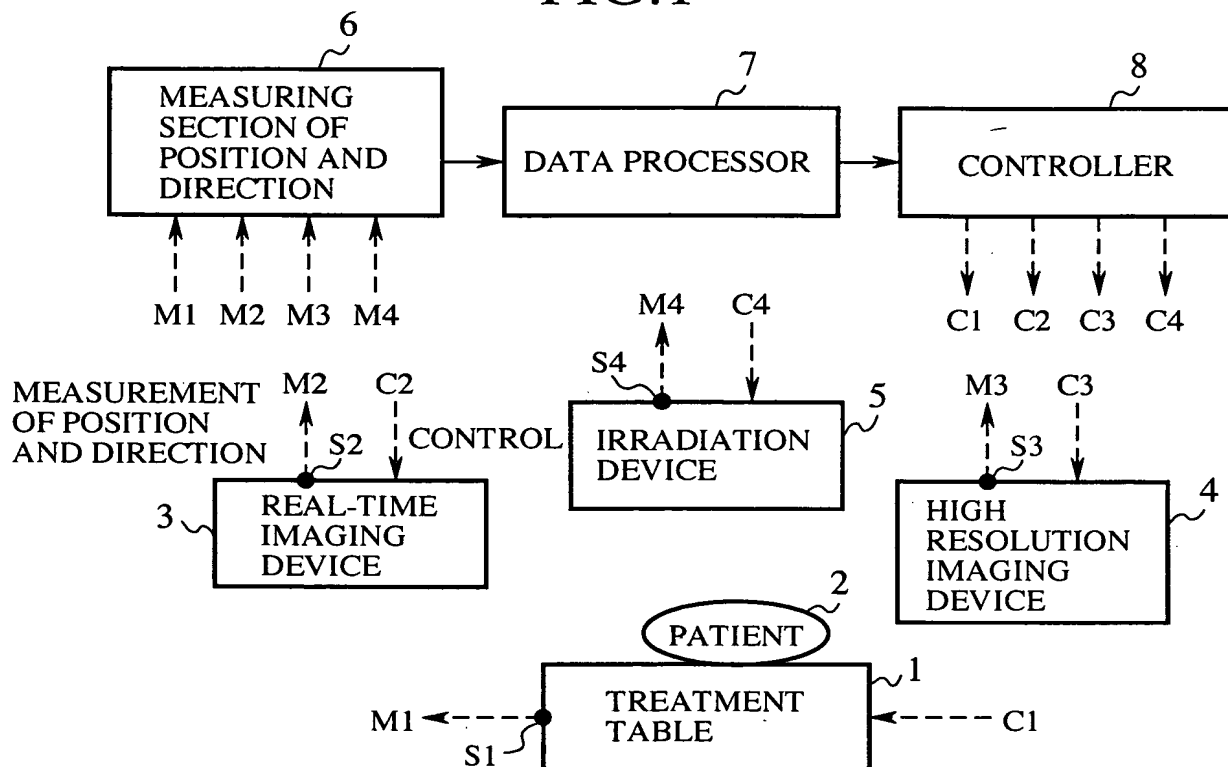 FIG.1
6
7
8
MEASURING
SECTION OF
POSITION AND
DIRECTION
DATA PROCESSOR
CONTROLLER
M1 M2 M3 M4
C1 C2 C3 C4
M4 C4
S4
5
IRRADIATION
DEVICE
MEASUREMENT
OF POSITION
AND DIRECTION
M2 C2
CONTROL
S2
3
REAL-TIME
IMAGING
DEVICE
M3 C3
S3
4
HIGH
RESOLUTION
IMAGING
DEVICE
2
PATIENT
1
TREATMENT
TABLE
M1
S1
C1